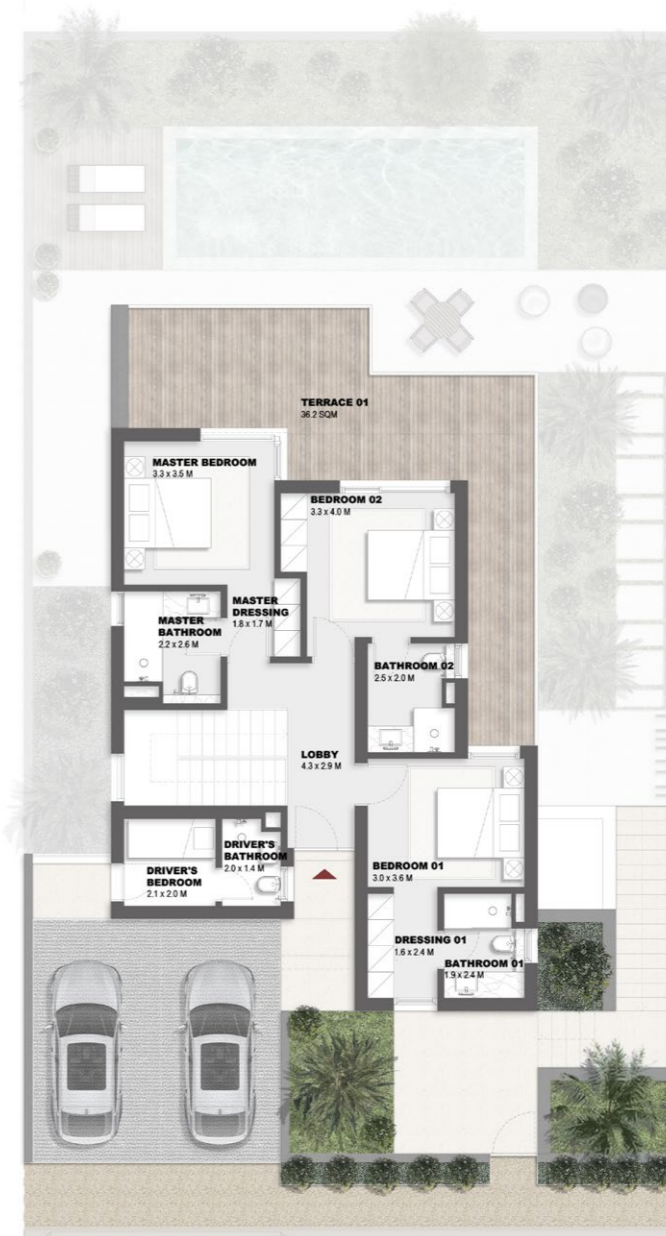 TERRACE 01
36.2 SQM
MASTER BEDROOM
3.3 x 3.5 M
BEDROOM 02
3.3 x 4.0 M
MASTER
DRESSING
1.8 x 1.7 M
MASTER
BATHROOM
2.2 x 2.6 M
BATHROOM 02
2.5 x 2.0 M
LOBBY
4.3 x 2.9 M
DRIVER'S
BATHROOM
2.0 x 1.4 M
DRIVER'S
BEDROOM
2.1 x 2.0 M
BEDROOM 01
3.0 x 3.6 M
DRESSING 01
1.6 x 2.4 M
BATHROOM 01
1.9 x 2.4 M